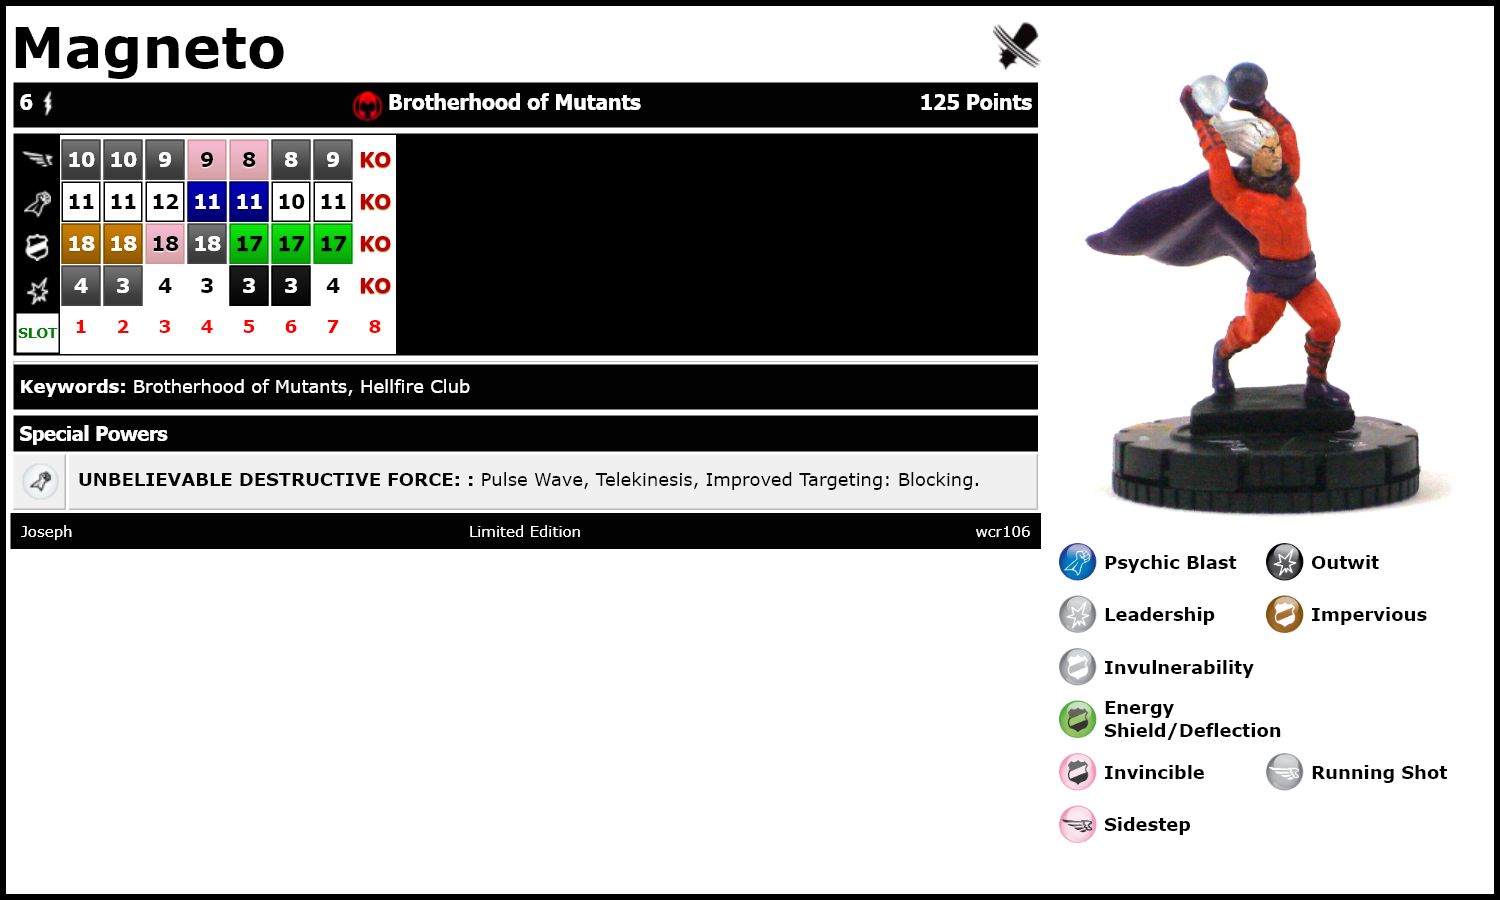 Magneto
6 Brotherhood of Mutants 125 Points
10 10 9 9 8 8 9 KO
11 11 12 11 11 10 11 KO
18 18 18 18 17 17 17 KO
4 3 4 3 3 3 4 KO
SLOT 1 2 3 4 5 6 7 8
Keywords: Brotherhood of Mutants, Hellfire Club
Special Powers
UNBELIEVABLE DESTRUCTIVE FORCE: : Pulse Wave, Telekinesis, Improved Targeting: Blocking.
Joseph Limited Edition wcr106
Psychic Blast Outwit
Leadership Impervious
Invulnerability
Energy
Shield/Deflection
Invincible Running Shot
Sidestep